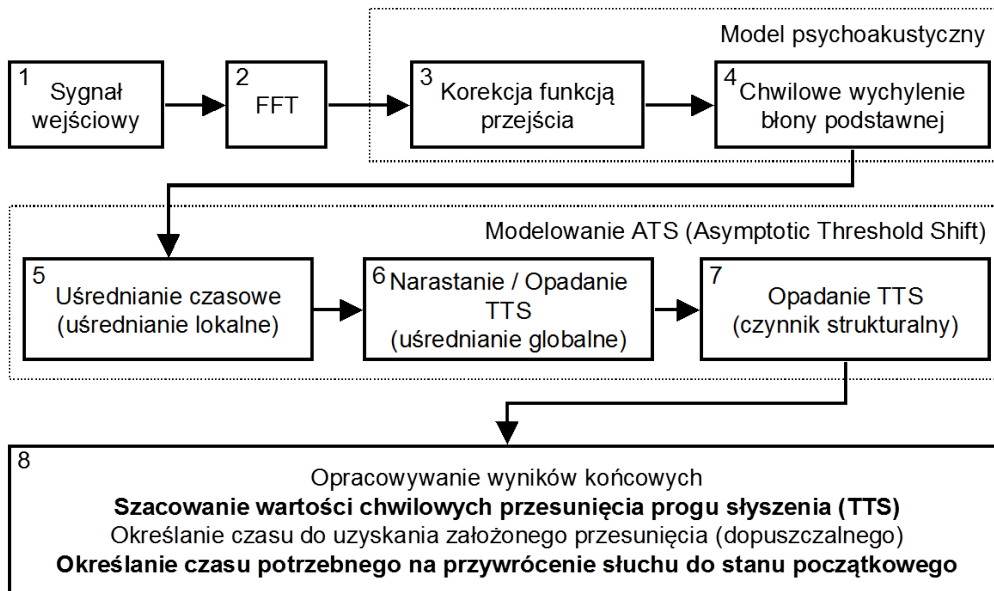 Model psychoakustyczny
1
Sygnał
wejściowy
2
FFT
3
Korekcja funkcją
przejścia
4
Chwilowe wychylenie
błony podstawnej
Modelowanie ATS (Asymptotic Threshold Shift)
5
Uśrednianie czasowe
(uśrednianie lokalne)
6
Narastanie / Opadanie
TTS
(uśrednianie globalne)
7
Opadanie TTS
(czynnik strukturalny)
8
Opracowywanie wyników końcowych
Szacowanie wartości chwilowych przesunięcia progu słyszenia (TTS)
Określanie czasu do uzyskania założonego przesunięcia (dopuszczalnego)
Określanie czasu potrzebnego na przywrócenie słuchu do stanu początkowego